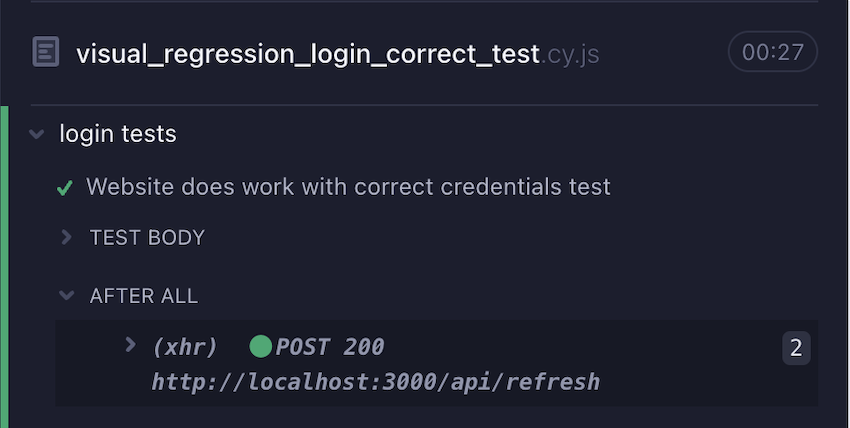 visual_regression_login_correct_test.cy.js 00:27
login tests
Website does work with correct credentials test
TEST BODY
AFTER ALL
(xhr) POST 200 2
http://localhost:3000/api/refresh